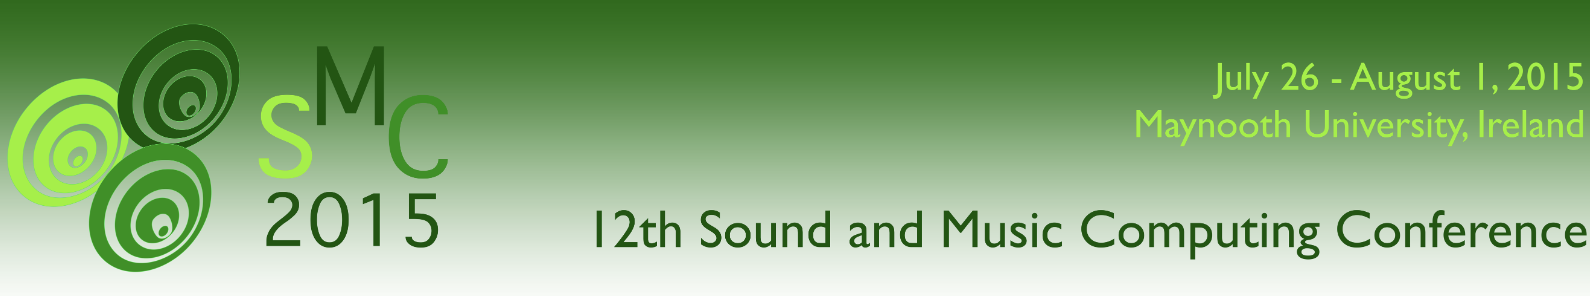 SMC
2015
July 26 - August 1, 2015
Maynooth University, Ireland
12th Sound and Music Computing Conference